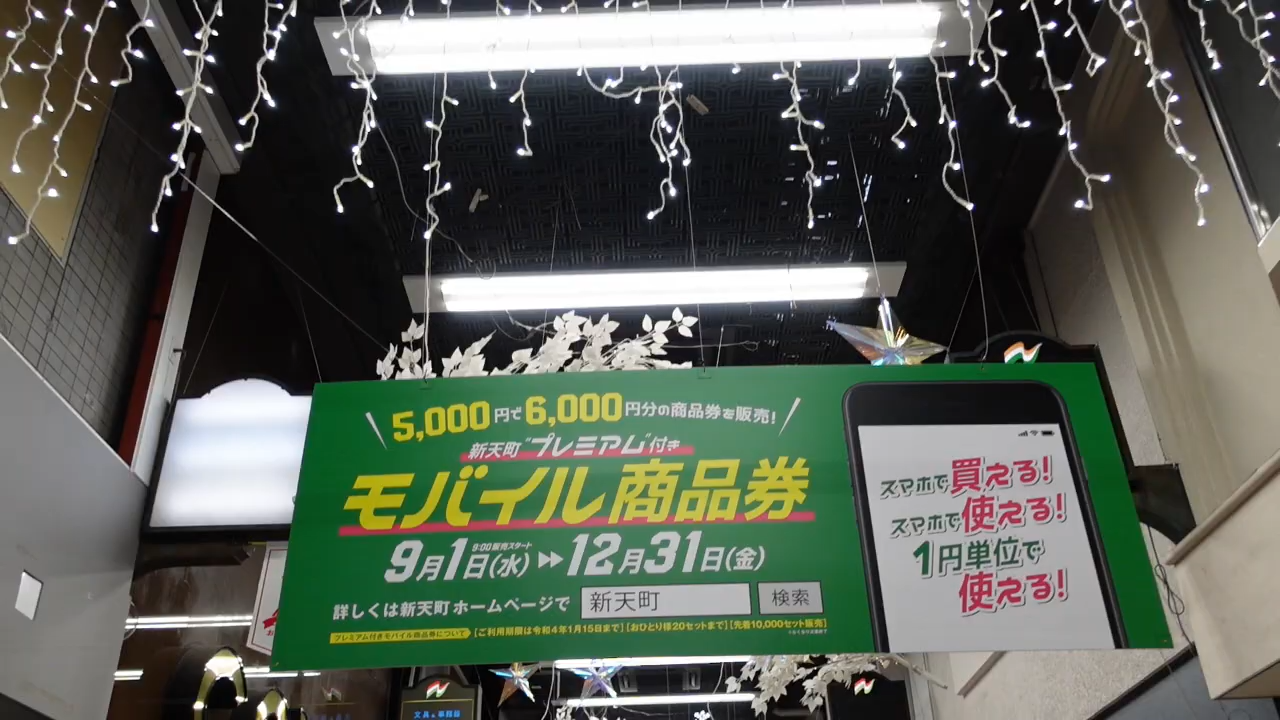 5,000円で6,000円分の商品券を販売!
新天町"プレミアム"付き
モバイル商品券
9:00販売スタート
9月1日(水)▶▶12月31日(金)
詳しくは新天町ホームページで 新天町 検索
プレミアム付きモバイル商品券について 【ご利用期限は令和4年1月15日まで】【おひとり様20セットまで】【先着10,000セット販売】
スマホで買える!
スマホで使える!
1円単位で
使える!
文具&事務器